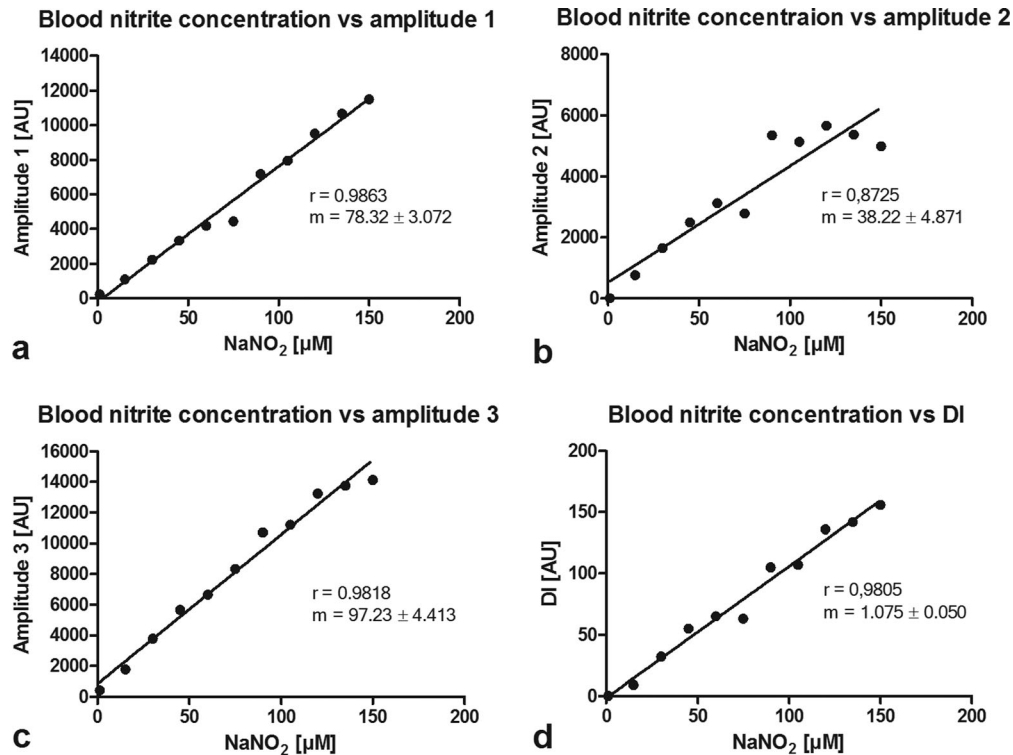 Blood nitrite concentration vs amplitude 1
14000
12000
10000
8000
6000
4000
2000
0
Amplitude 1 [AU]
r = 0.9863
m = 78.32 ± 3.072
0 50 100 150 200
NaNO₂ [µM]
a
Blood nitrite concentraion vs amplitude 2
8000
6000
4000
2000
0
Amplitude 2 [AU]
r = 0,8725
m = 38.22 ± 4.871
0 50 100 150 200
NaNO₂ [µM]
b
Blood nitrite concentration vs amplitude 3
16000
14000
12000
10000
8000
6000
4000
2000
0
Amplitude 3 [AU]
r = 0.9818
m = 97.23 ± 4.413
0 50 100 150 200
NaNO₂ [µM]
c
Blood nitrite concentration vs DI
200
150
100
50
0
DI [AU]
r = 0,9805
m = 1.075 ± 0.050
0 50 100 150 200
NaNO₂ [µM]
d